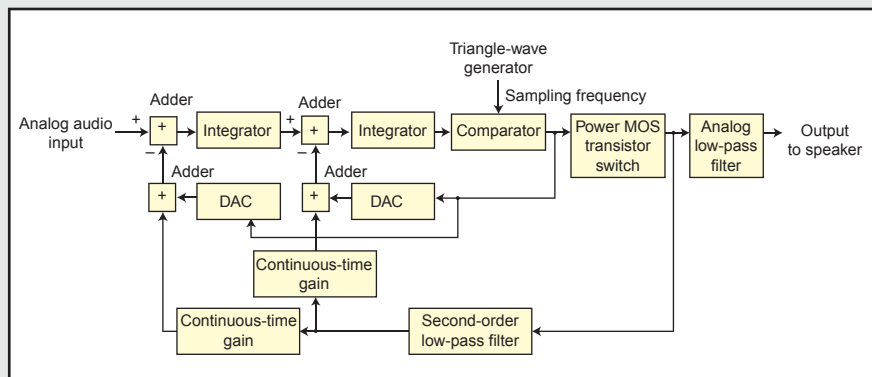 Triangle-wave
generator
Sampling frequency
Analog audio
input
+
Adder
+
–
Integrator
+
Adder
+
–
Integrator
Comparator
Power MOS
transistor
switch
Analog
low-pass
filter
Output
to speaker
Adder
+
DAC
Adder
+
DAC
Continuous-time
gain
Continuous-time
gain
Second-order
low-pass filter